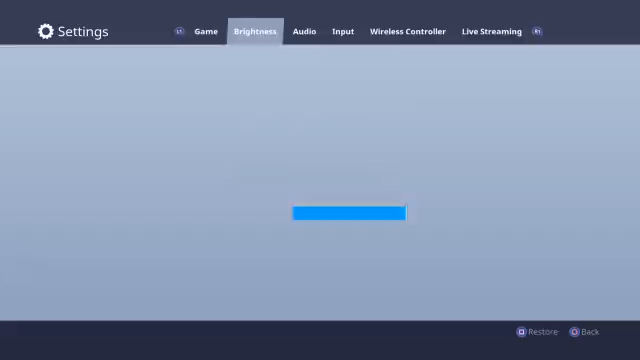 Settings
L1 Game Brightness Audio Input Wireless Controller Live Streaming R1
Restore Back